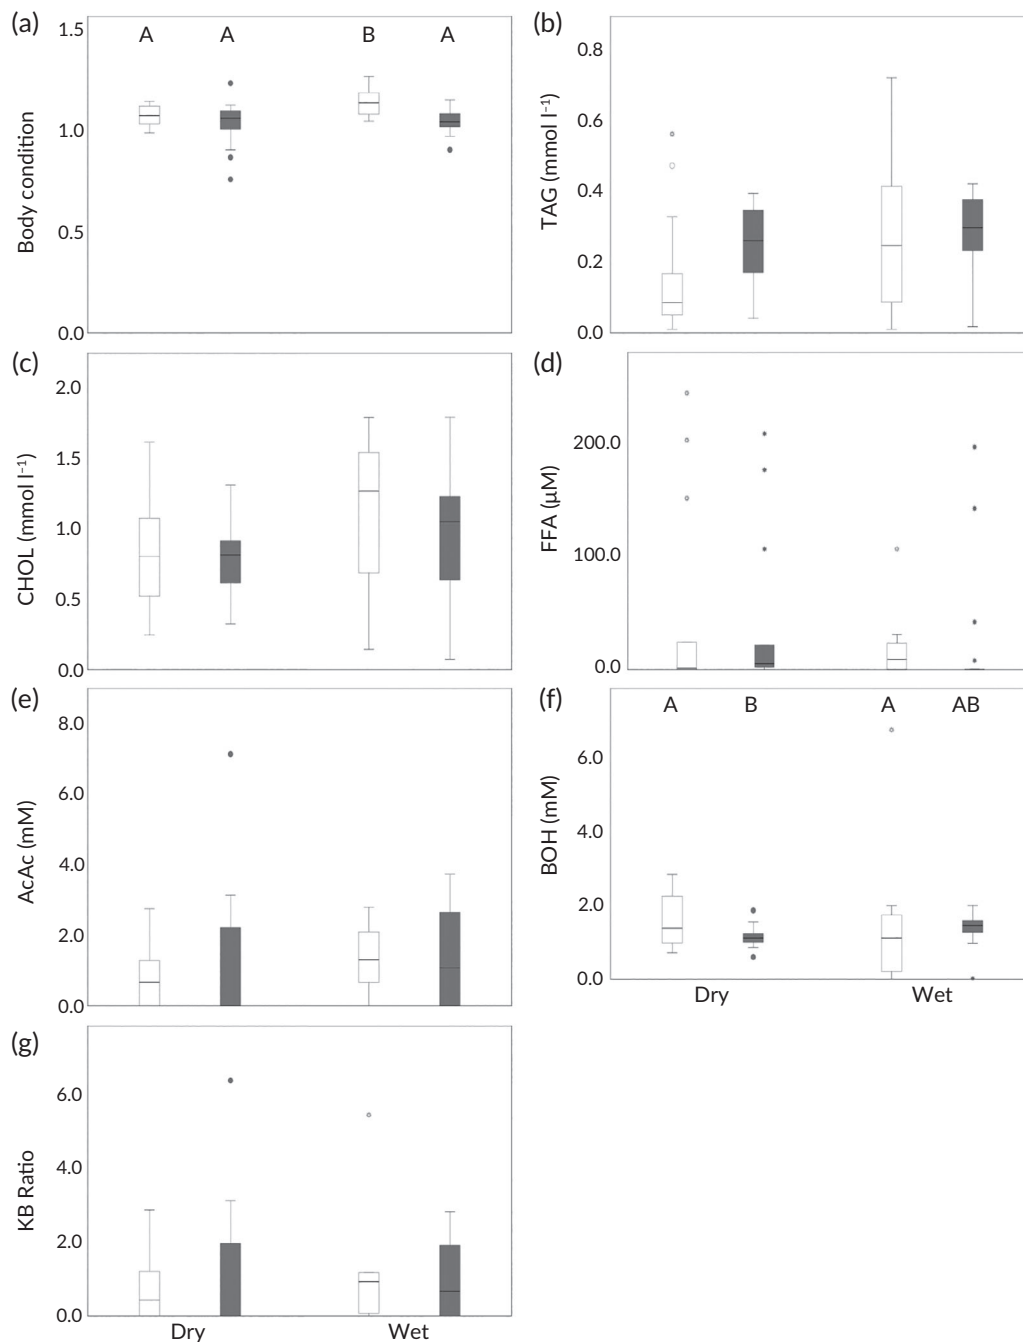 (a)
1.5
1.0
0.5
0.0
Body condition
A A B A
(b)
0.8
0.6
0.4
0.2
0.0
TAG (mmol l⁻¹)
(c)
2.0
1.5
1.0
0.5
0.0
CHOL (mmol l⁻¹)
(d)
200.0
100.0
0.0
FFA (µM)
(e)
8.0
6.0
4.0
2.0
0.0
AcAc (mM)
(f)
6.0
4.0
2.0
0.0
BOH (mM)
A B A AB
Dry Wet
(g)
6.0
4.0
2.0
0.0
KB Ratio
Dry Wet